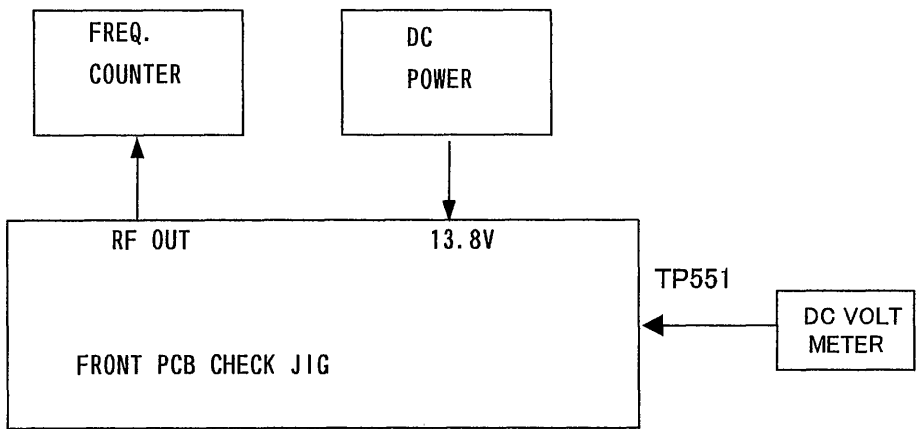 FREQ.
COUNTER
DC
POWER
RF OUT
13.8V
TP551
DC VOLT
METER
FRONT PCB CHECK JIG